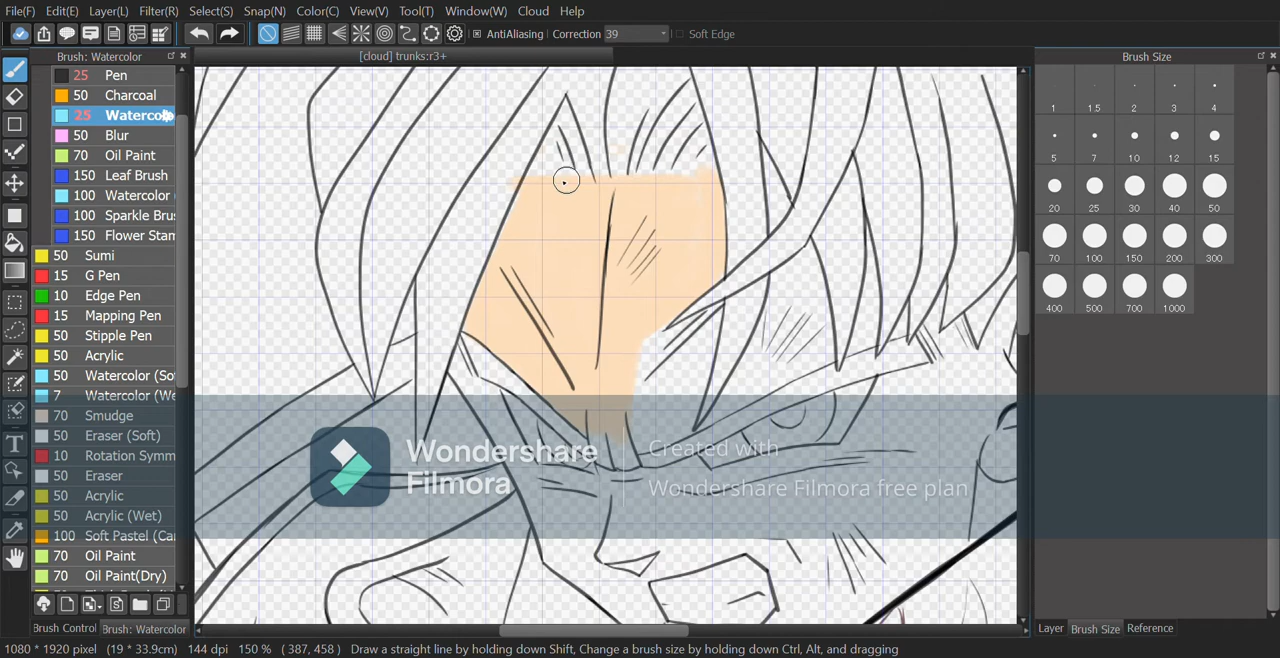 File(F) Edit(E) Layer(L) Filter(R) Select(S) Snap(N) Color(C) View(V) Tool(T) Window(W) Cloud Help
AntiAliasing Correction 39 Soft Edge
Brush: Watercolor
[cloud] trunks:r3+
Brush Size
25 Pen
50 Charcoal
25 Waterco
50 Blur
70 Oil Paint
150 Leaf Brush
100 Watercolor
100 Sparkle Brus
150 Flower Stam
50 Sumi
15 G Pen
10 Edge Pen
15 Mapping Pen
50 Stipple Pen
50 Acrylic
50 Watercolor (So
7 Watercolor (We
70 Smudge
50 Eraser (Soft)
10 Rotation Symm
50 Eraser
50 Acrylic
50 Acrylic (Wet)
100 Soft Pastel (Ca
70 Oil Paint
70 Oil Paint(Dry)
Brush Control
Brush: Watercolor
1 1.5 2 3 4
5 7 10 12 15
20 25 30 40 50
70 100 150 200 300
400 500 700 1000
Wondershare
Filmora
Created with
Wondershare Filmora free plan
Layer Brush Size Reference
1080 * 1920 pixel (19 * 33.9cm) 144 dpi 150 % ( 387, 458 ) Draw a straight line by holding down Shift, Change a brush size by holding down Ctrl, Alt, and dragging